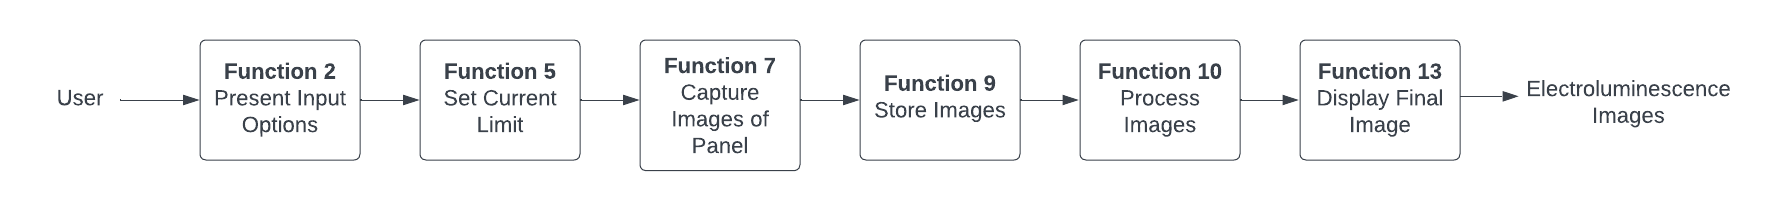 User
Function 2
Present Input
Options
Function 5
Set Current
Limit
Function 7
Capture
Images of
Panel
Function 9
Store Images
Function 10
Process
Images
Function 13
Display Final
Image
Electroluminescence
Images